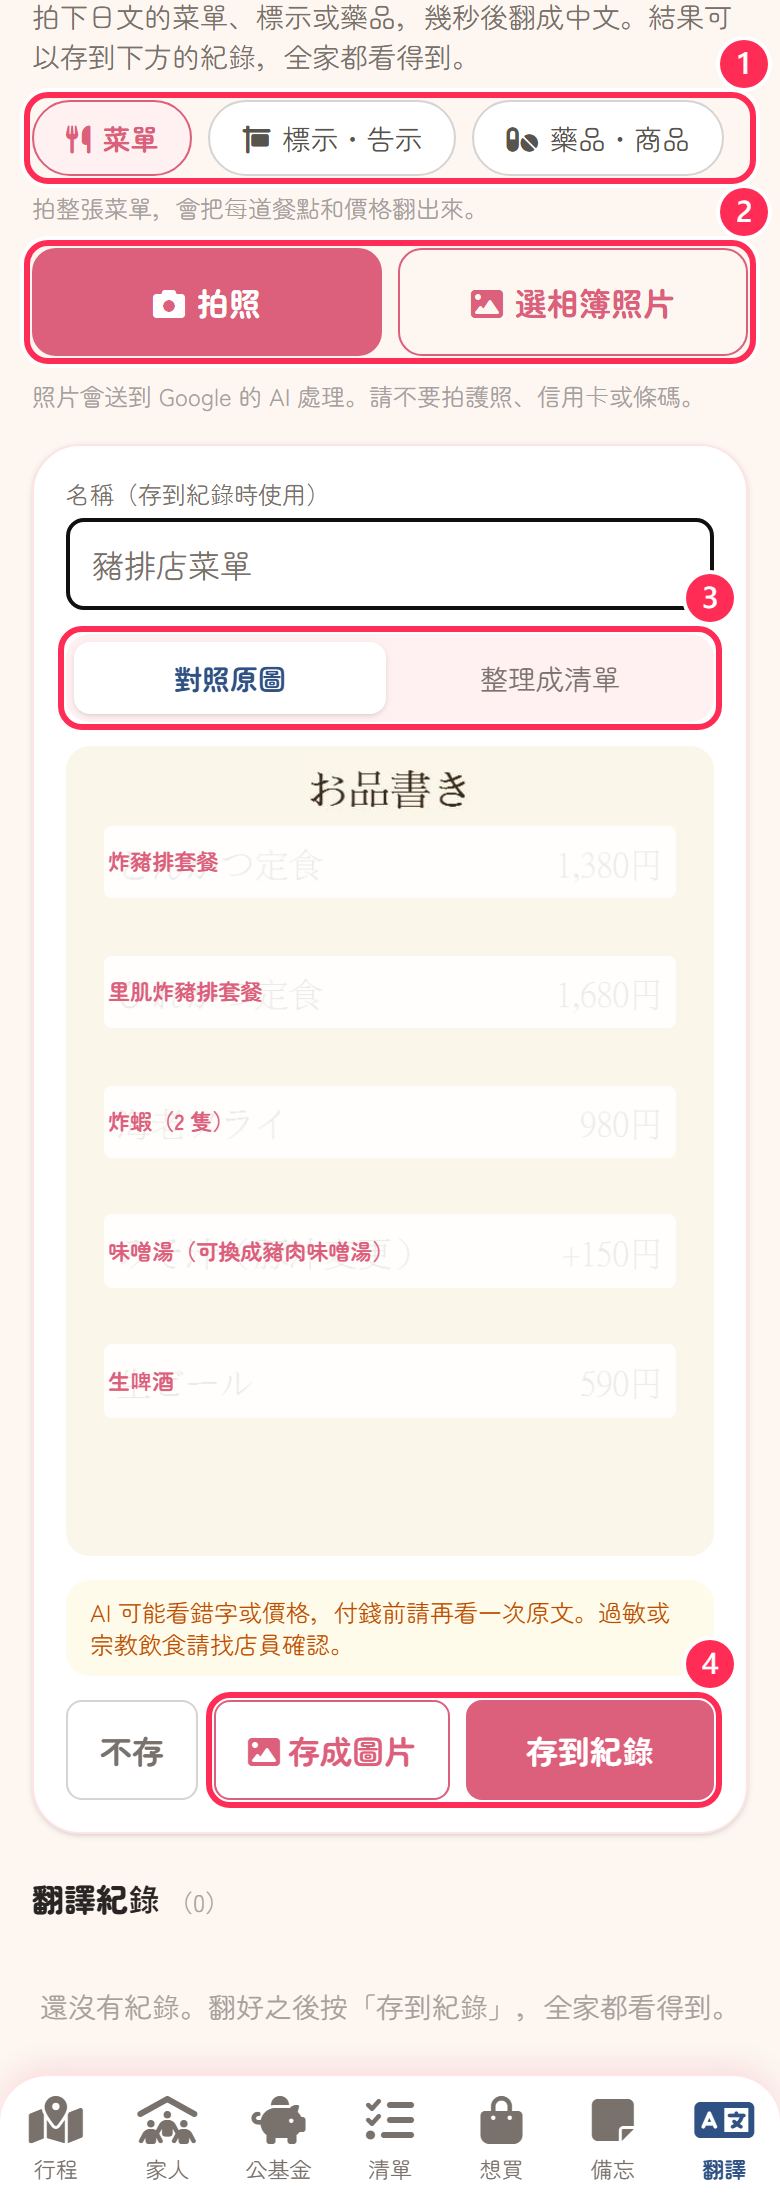 拍下日文的菜單、標示或藥品，幾秒後翻成中文。結果可
以存到下方的紀錄，全家都看得到。
1
菜單
標示・告示
藥品・商品
拍整張菜單，會把每道餐點和價格翻出來。
2
拍照
選相簿照片
照片會送到 Google 的 AI 處理。請不要拍護照、信用卡或條碼。
名稱（存到紀錄時使用）
豬排店菜單
3
對照原圖
整理成清單
お品書き
炸豬排套餐
つ定食
1,380円
里肌炸豬排套餐
定食
1,680円
炸蝦（2 隻）
ライ
980円
味噌湯（可換成豬肉味噌湯）
+150円
生啤酒
ール
590円
AI 可能看錯字或價格，付錢前請再看一次原文。過敏或
宗教飲食請找店員確認。
4
不存
存成圖片
存到紀錄
翻譯紀錄 （0）
還沒有紀錄。翻好之後按「存到紀錄」，全家都看得到。
行程
家人
公基金
清單
想買
備忘
翻譯